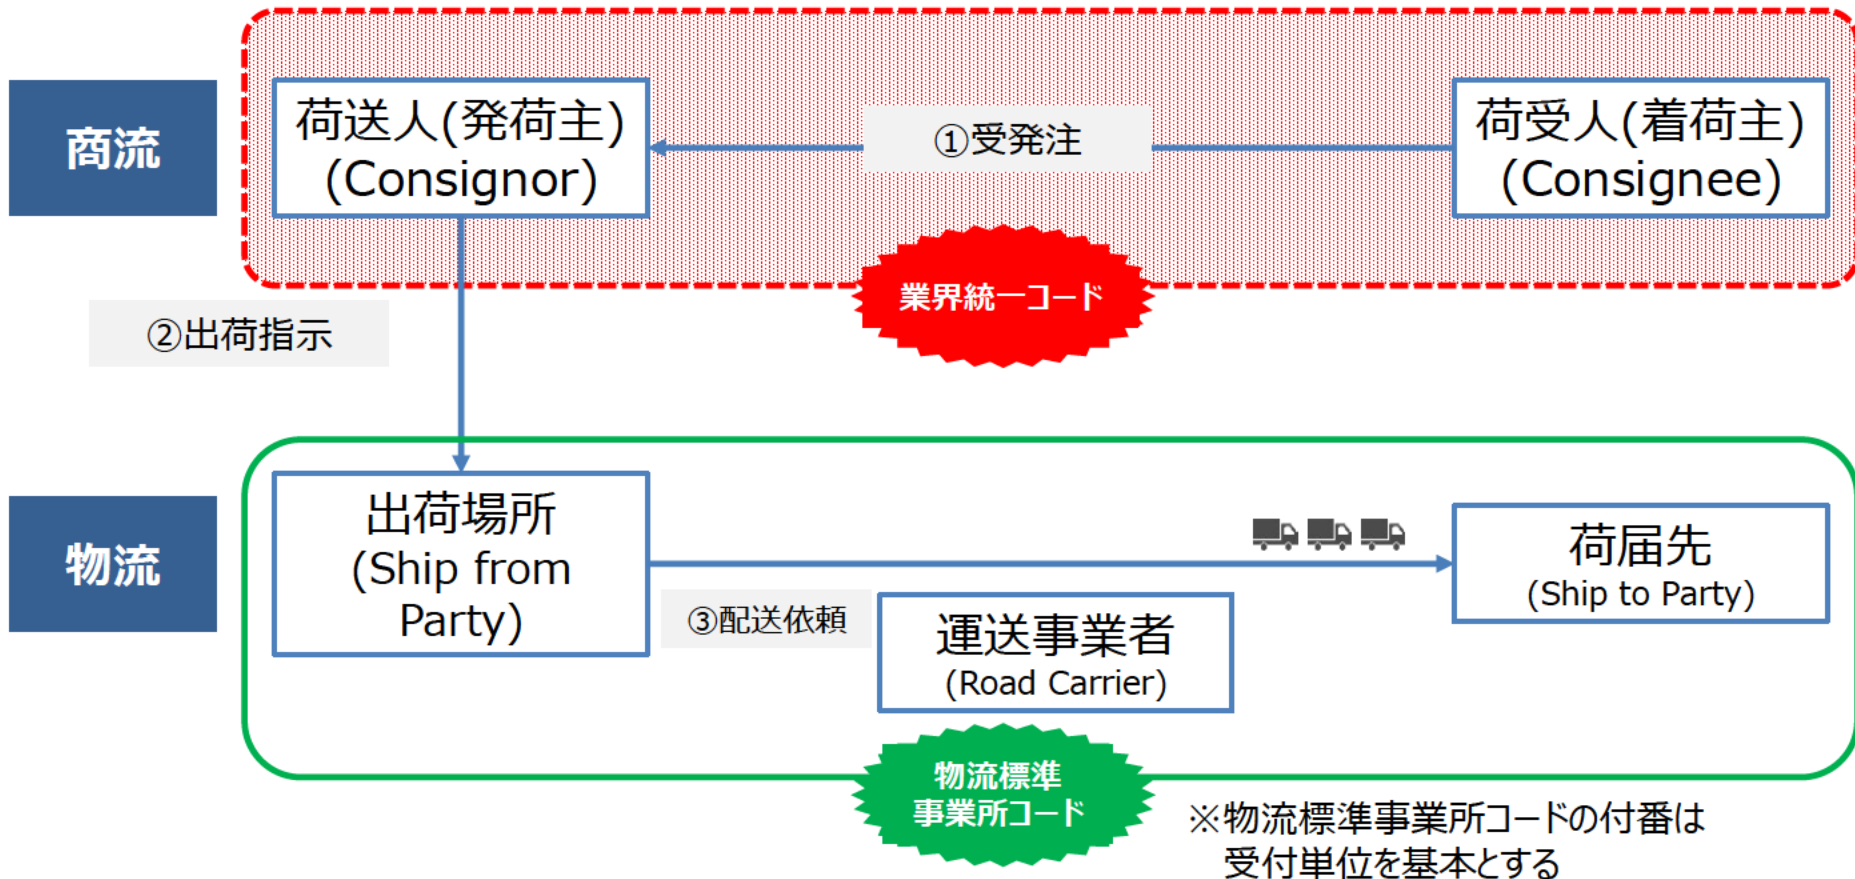 商流
荷送人(発荷主)
(Consignor)
①受発注
荷受人(着荷主)
(Consignee)
業界統一コード
②出荷指示
物流
出荷場所
(Ship from
Party)
③配送依頼
運送事業者
(Road Carrier)
荷届先
(Ship to Party)
物流標準
事業所コード
※物流標準事業所コードの付番は
受付単位を基本とする